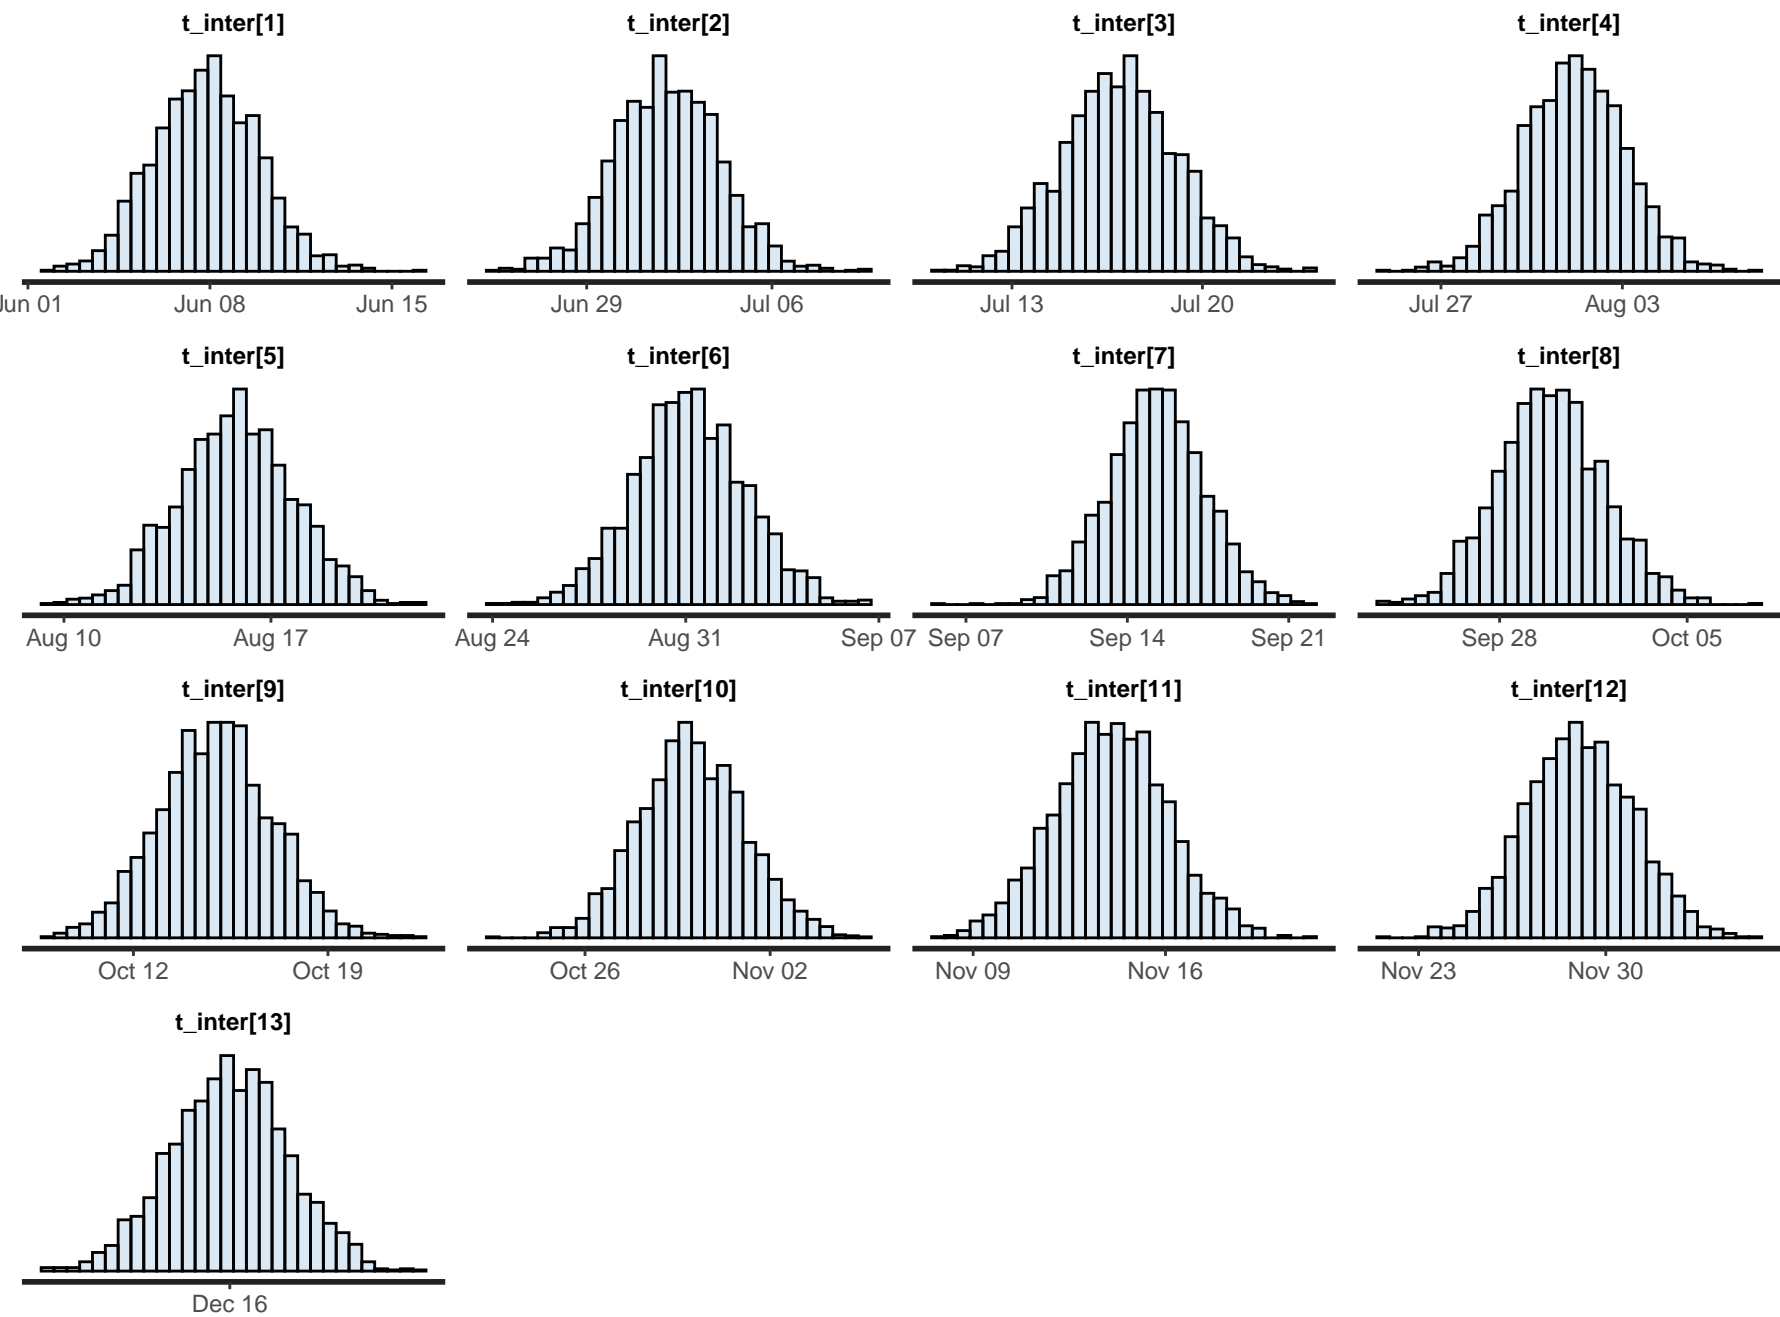 t_inter[1] t_inter[2] t_inter[3] t_inter[4]
Jun 01 Jun 08 Jun 15 Jun 29 Jul 06 Jul 13 Jul 20 Jul 27 Aug 03
t_inter[5] t_inter[6] t_inter[7] t_inter[8]
Aug 10 Aug 17 Aug 24 Aug 31 Sep 07 Sep 07 Sep 14 Sep 21 Sep 28 Oct 05
t_inter[9] t_inter[10] t_inter[11] t_inter[12]
Oct 12 Oct 19 Oct 26 Nov 02 Nov 09 Nov 16 Nov 23 Nov 30
t_inter[13]
Dec 16